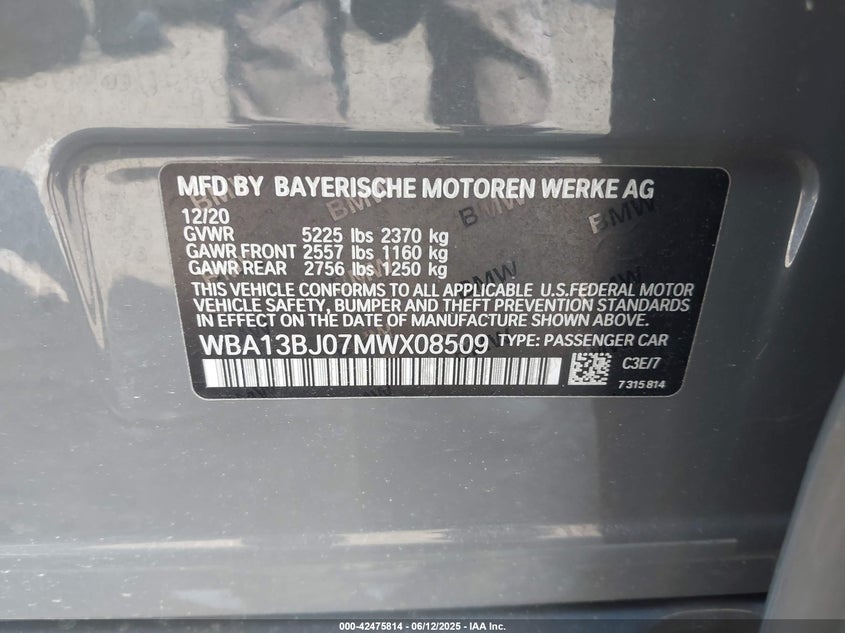 MFD BY BAYERISCHE MOTOREN WERKE AG
12/20
GVWR 5225 lbs 2370 kg
GAWR FRONT 2557 lbs 1160 kg
GAWR REAR 2756 lbs 1250 kg
THIS VEHICLE CONFORMS TO ALL APPLICABLE U.S.FEDERAL MOTOR
VEHICLE SAFETY, BUMPER AND THEFT PREVENTION STANDARDS
IN EFFECT ON THE DATE OF MANUFACTURE SHOWN ABOVE.
WBA13BJ07MWX08509 TYPE: PASSENGER CAR
C3E/7
7 315 814
000-42475814 - 06/12/2025 - IAA Inc.